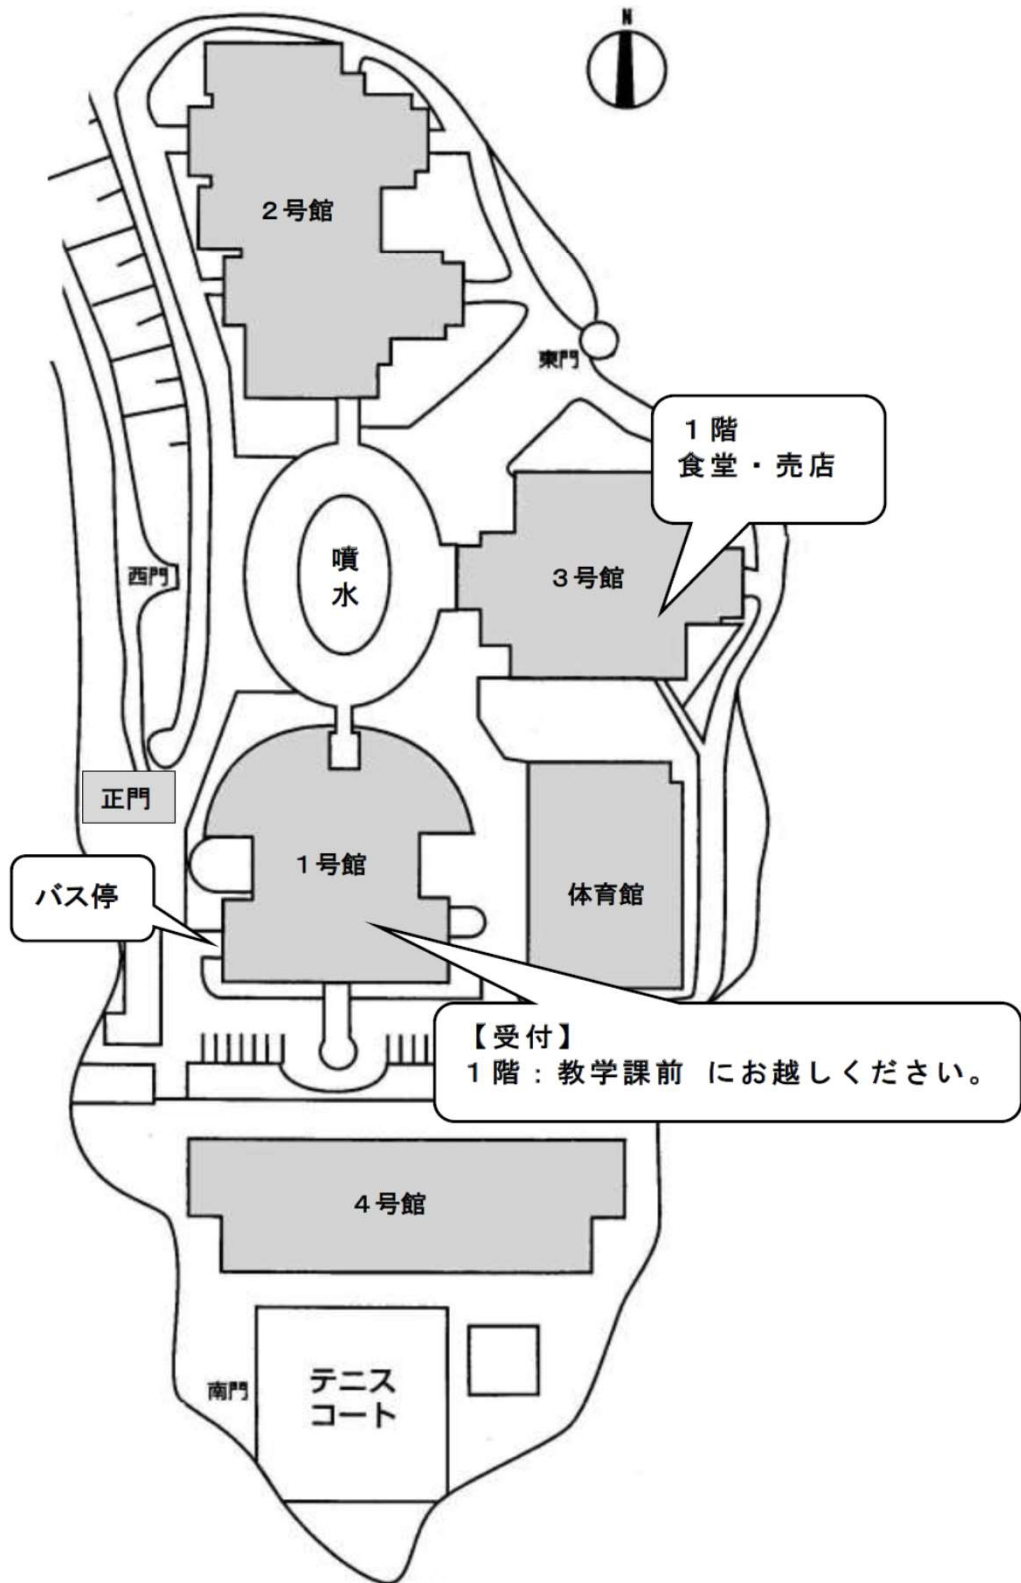 N
2号館
東門
1階
食堂・売店
噴
水
3号館
西門
正門
1号館
バス停
体育館
【受付】
1階:教学課前 にお越しください。
4号館
南門
テニス
コート